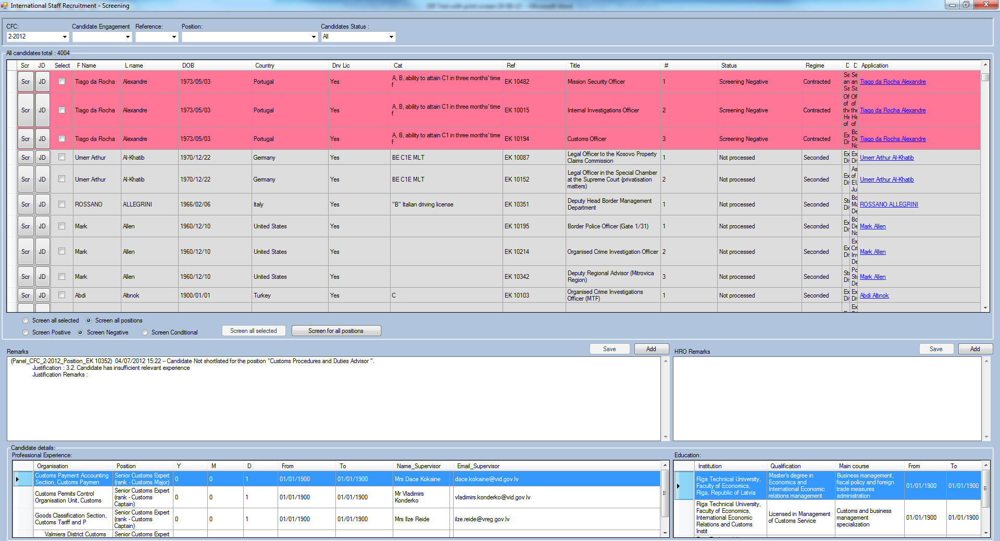 International Staff Recruitment - Screening
CFC: Candidate Engagement Reference: Position: Candidates Status :
2-2012 All
All candidates total : 4004
Scr JD Select F Name L name DOB Country Drv Lic Cat Ref Title # Status Regime D D Application
Scr JD Tiago da Rocha Alexandre 1973/05/03 Portugal Yes A, B, ability to attain C1 in three months' time f EK 10482 Mission Security Officer 1 Screening Negative Contracted Se an Sa Se an Sa Tiago da Rocha Alexandre
Scr JD Tiago da Rocha Alexandre 1973/05/03 Portugal Yes A, B, ability to attain C1 in three months' time f EK 10015 Internal Investigations Officer 2 Screening Negative Contracted Of of the He of Of of the He of Tiago da Rocha Alexandre
Scr JD Tiago da Rocha Alexandre 1973/05/03 Portugal Yes A, B, ability to attain C1 in three months' time f EK 10194 Customs Officer 3 Screening Negative Contracted Ex Di Bo De No Tiago da Rocha Alexandre
Scr JD Umerr Arthur Al-Khatib 1970/12/22 Germany Yes BE C1E MLT EK 10087 Legal Officer to the Kosovo Property Claims Commission 1 Not processed Seconded Ex Di Ex Di Umerr Arthur Al-Khatib
Scr JD Umerr Arthur Al-Khatib 1970/12/22 Germany Yes BE C1E MLT EK 10152 Legal Officer in the Special Chamber at the Supreme Court (privatisation matters) 2 Not processed Seconded Ex Di As of EU Ju Umerr Arthur Al-Khatib
Scr JD ROSSANO ALLEGRINI 1966/02/06 Italy Yes "B" Italian driving license EK 10351 Deputy Head Border Management Department 1 Not processed Seconded Str Di Bo Ma De ROSSANO ALLEGRINI
Scr JD Mark Allen 1960/12/10 United States Yes EK 10195 Border Police Officer (Gate 1/31) 1 Not processed Seconded Ex Di Bo De No Mark Allen
Scr JD Mark Allen 1960/12/10 United States Yes EK 10214 Organised Crime Investigation Officer 2 Not processed Seconded Ex Di Ex Cri Inv De Mark Allen
Scr JD Mark Allen 1960/12/10 United States Yes EK 10342 Deputy Regional Advisor (Mitrovica Region) 3 Not processed Seconded Str Di Po Str De Mark Allen
Scr JD Abdi Altınok 1900/01/01 Turkey Yes C EK 10103 Organised Crime Investigations Officer (MTF) 1 Not processed Seconded Ex Di Ex Di Abdi Altınok
Ex
Screen all selected Screen all positions
Screen Positive Screen Negative Screen Conditional Screen all selected Screen for all positions
Remarks Save Add HRO Remarks Save Add
(Panel_CFC_2-2012_Position_EK 10352) 04/07/2012 15:22 -- Candidate Not shortlisted for the position "Customs Procedures and Duties Advisor ".
Justification : 3.2. Candidate has insufficient relevant experience
Justification Remarks :
Candidate details:
Professional Experience:
Organisation Position Y M D From To Name_Supervisor Email_Supervisor
Customs Payment Accounting Section, Customs Paymen Senior Customs Expert (rank - Customs Major) 0 0 1 01/01/1900 01/01/1900 Mrs Dace Kokaine dace.kokaine@vid.gov.lv
Customs Permits Control Organisation Unit, Customs Senior Customs Expert (rank - Customs Captain) 0 0 1 01/01/1900 01/01/1900 Mr Vladimirs Konderko vladimirs.konderko@vid.gov.lv
Goods Classification Section, Customs Tariff and P Senior Customs Expert (rank - Customs Captain) 0 0 1 01/01/1900 01/01/1900 Mrs Ilze Reide ilze.reide@vreg.gov.lv
Valmiera District Customs Senior Customs Expert
Education:
Institution Qualification Main course From To
Riga Technical University, Faculty of Economics, Riga, Republic of Latvia Master's degree in Economics and International Economic relations management Business management, fiscal policy and foreign trade measures administration 01/01/1900 01/01/1900
Riga Technical University, Faculty of Economics, International Economic Relations and Customs Instit Licensed in Management of Customs Service Customs and business management specialization 01/01/1900 01/01/1900